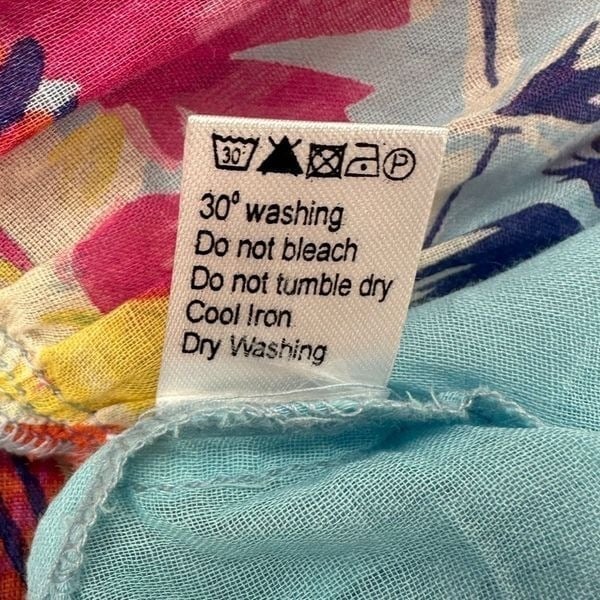 30° P
30° washing
Do not bleach
Do not tumble dry
Cool Iron
Dry Washing